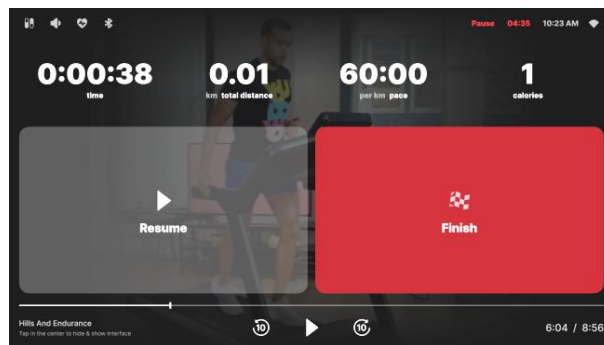 Pause 04:35 10:23 AM
0:00:38 0.01 60:00 1
time km total distance per km pace calories
Resume Finish
Hills And Endurance
Tap in the center to hide & show interface
10 10
6:04 / 8:56